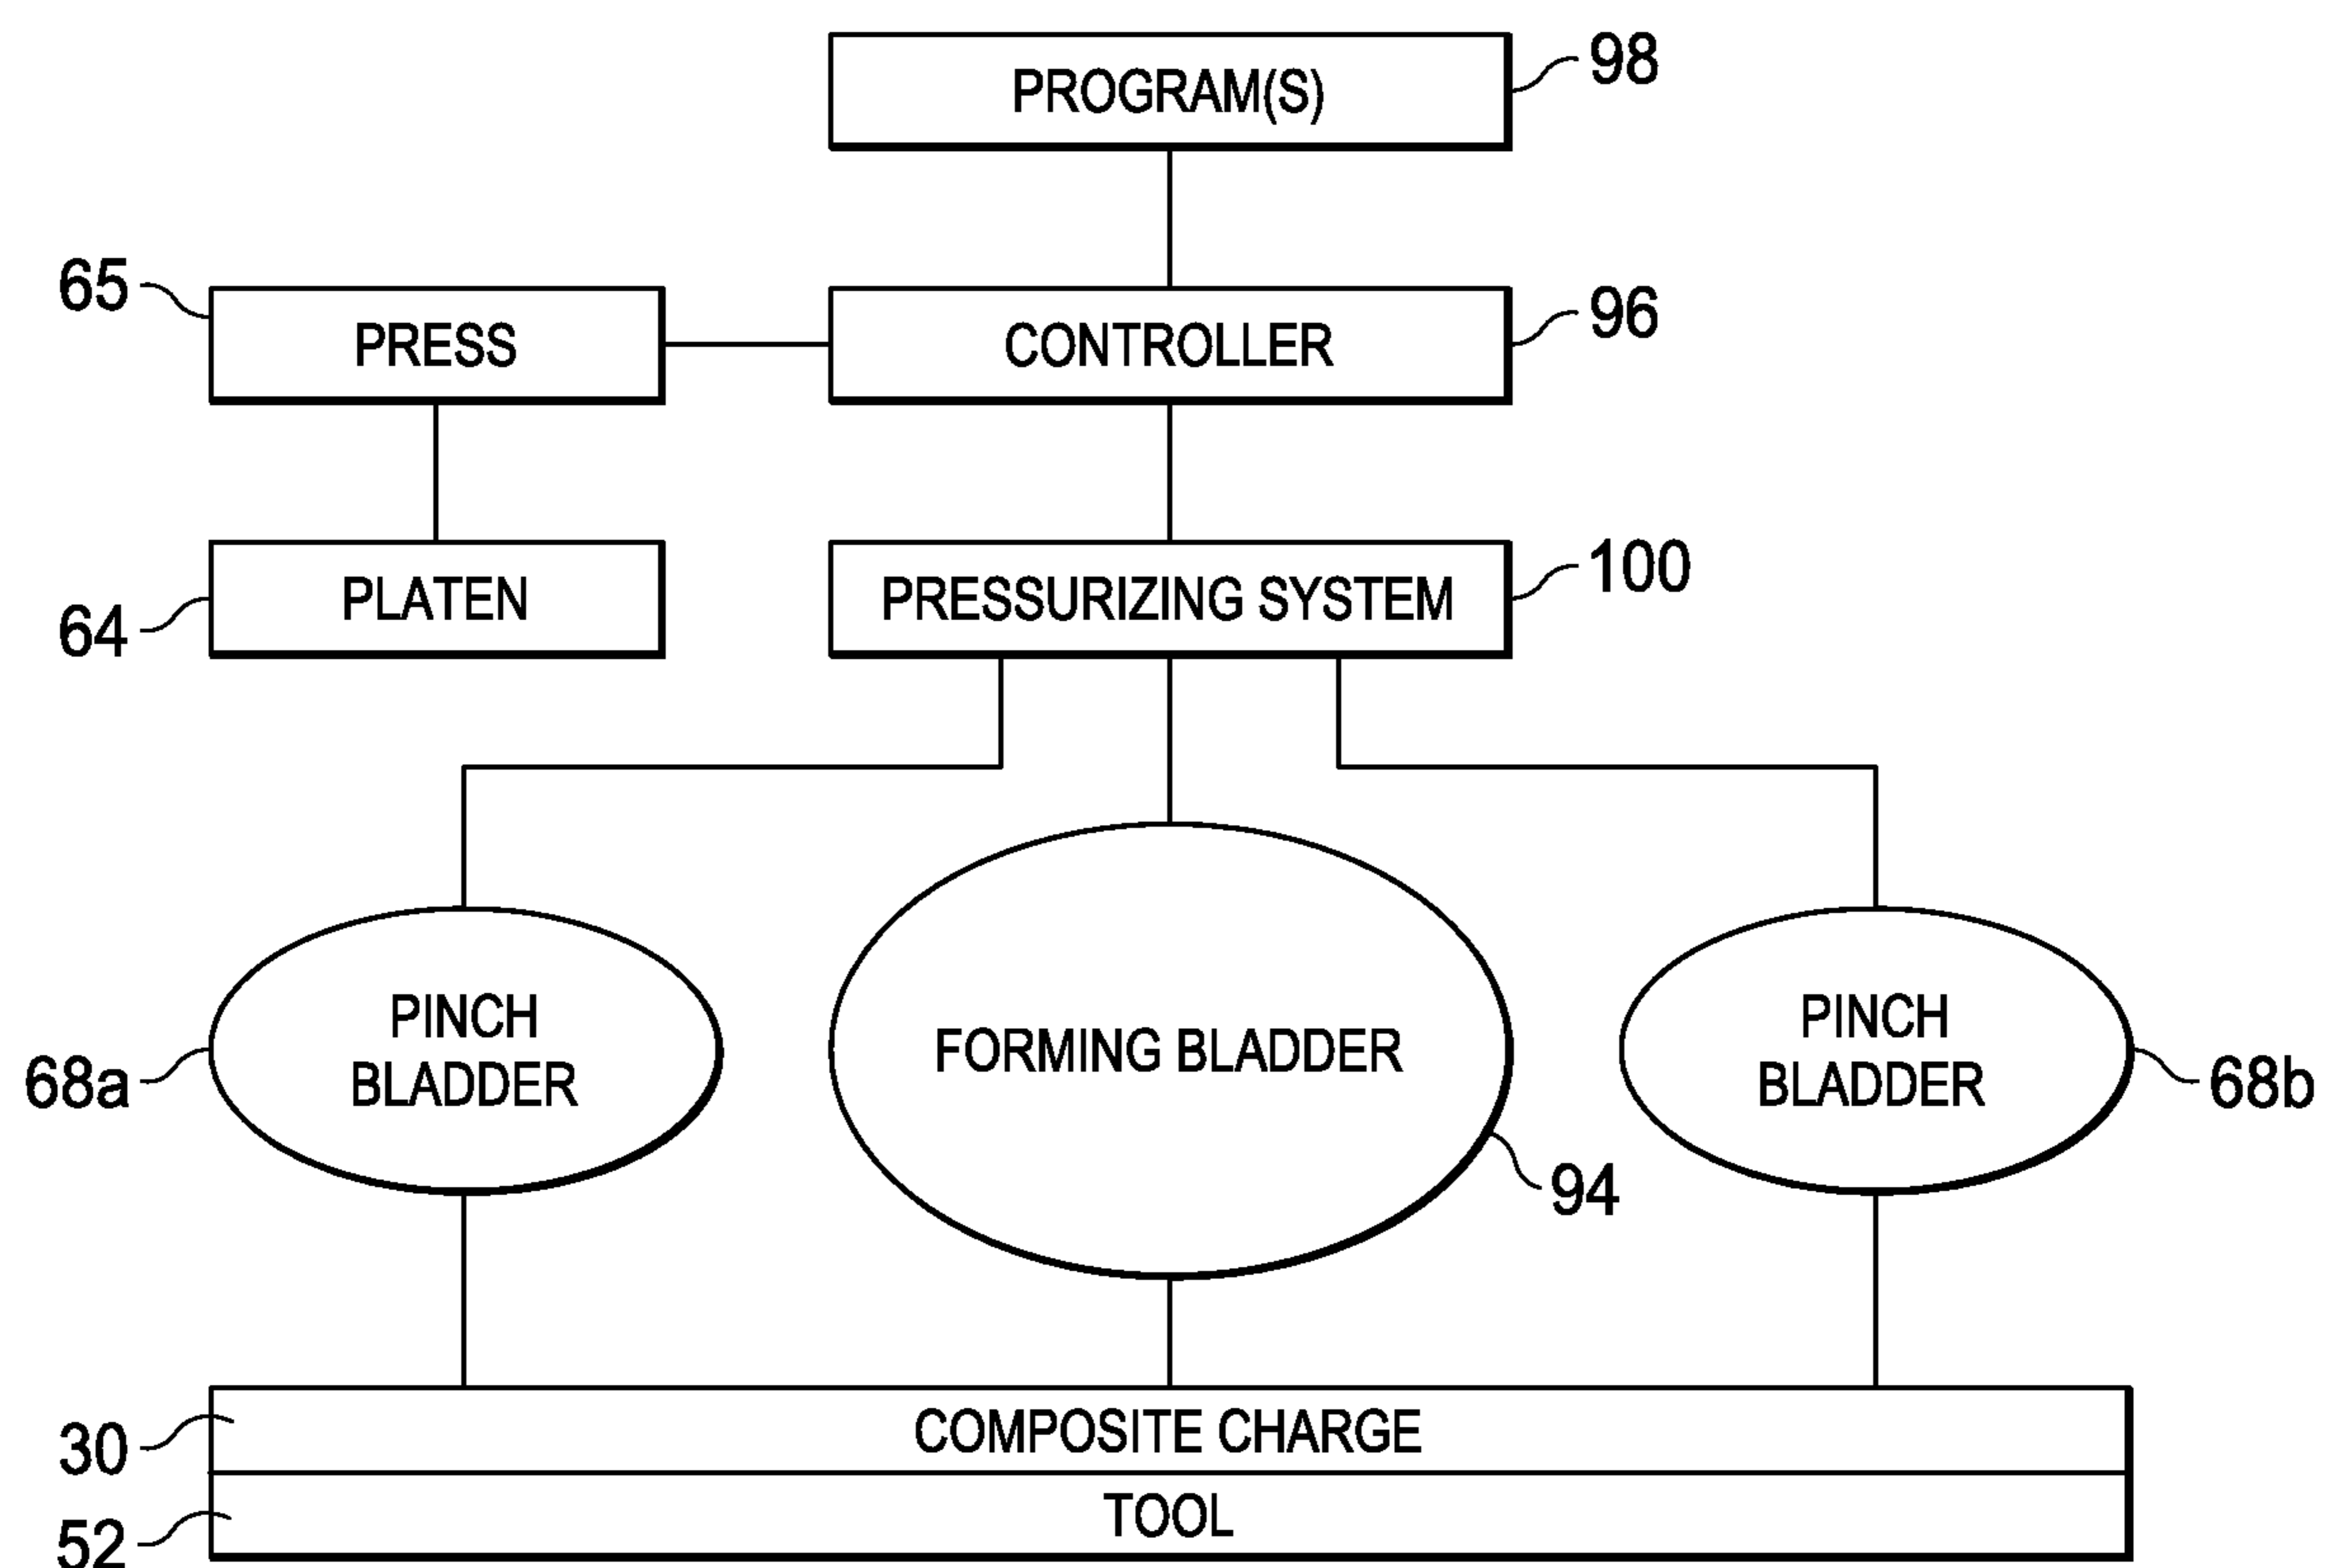 PROGRAM(S)
98
65
PRESS
CONTROLLER
96
64
PLATEN
PRESSURIZING SYSTEM
100
68a
PINCH
BLADDER
FORMING BLADDER
94
PINCH
BLADDER
68b
30
COMPOSITE CHARGE
52
TOOL